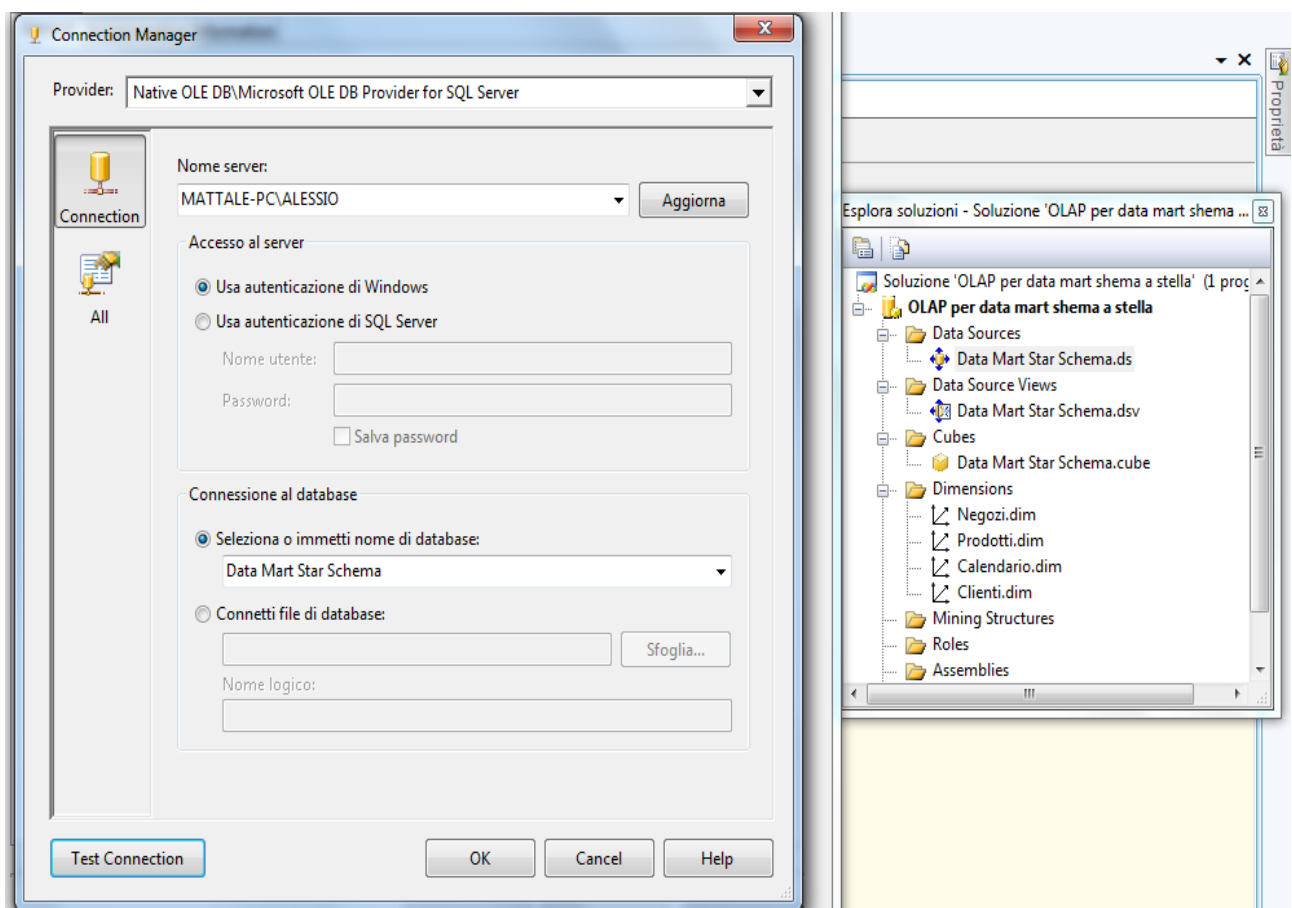 Connection Manager
Provider: Native OLE DB\Microsoft OLE DB Provider for SQL Server
Connection
All
Nome server:
MATTALE-PC\ALESSIO
Aggiorna
Accesso al server
Usa autenticazione di Windows
Usa autenticazione di SQL Server
Nome utente:
Password:
Salva password
Connessione al database
Seleziona o immetti nome di database:
Data Mart Star Schema
Connetti file di database:
Sfoglia...
Nome logico:
Test Connection
OK
Cancel
Help
Proprietà
Esplora soluzioni - Soluzione 'OLAP per data mart shema ...
Soluzione 'OLAP per data mart shema a stella' (1 prog
OLAP per data mart shema a stella
Data Sources
Data Mart Star Schema.ds
Data Source Views
Data Mart Star Schema.dsv
Cubes
Data Mart Star Schema.cube
Dimensions
Negozi.dim
Prodotti.dim
Calendario.dim
Clienti.dim
Mining Structures
Roles
Assemblies